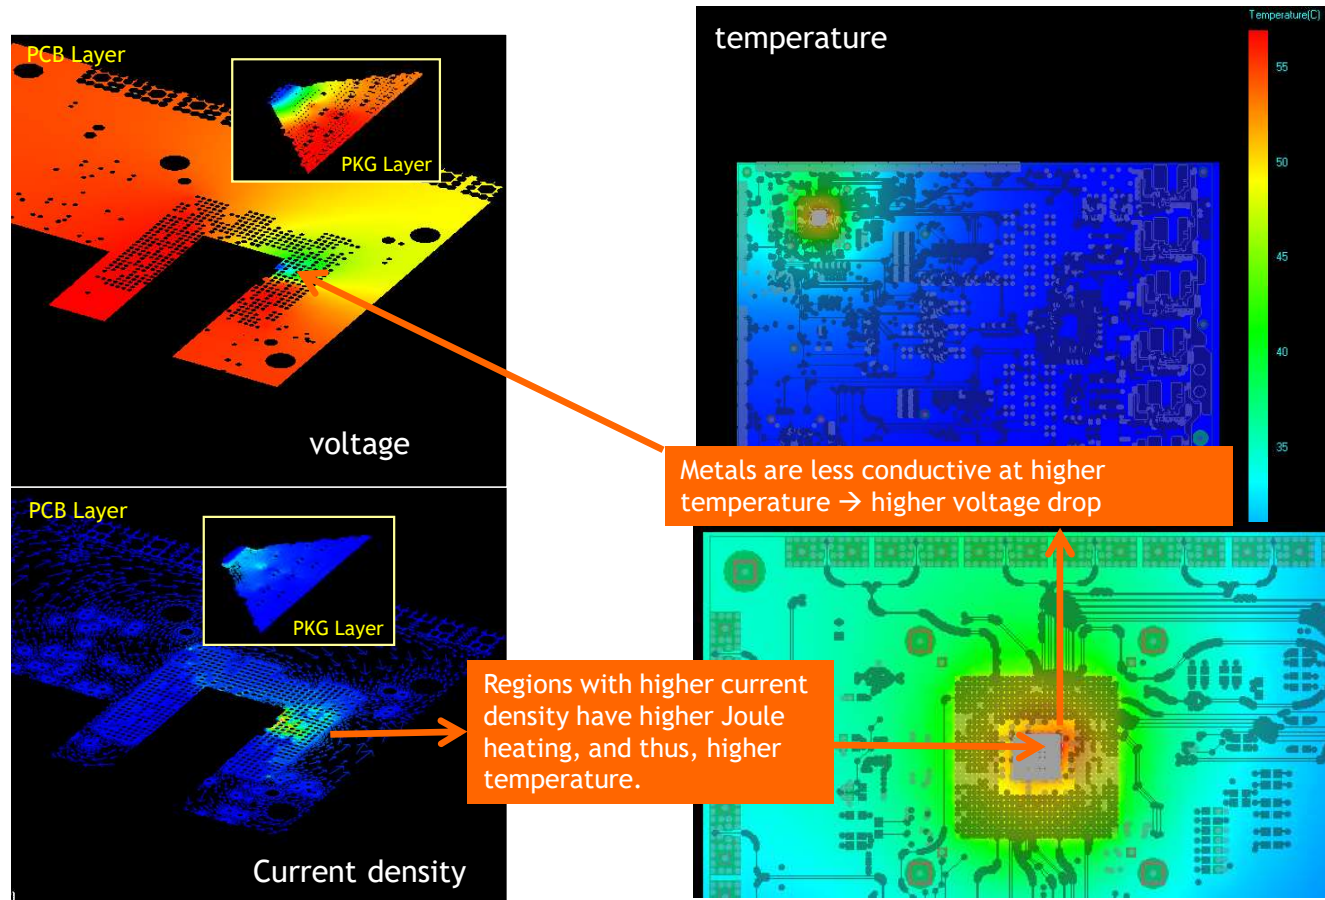 PCB Layer
PKG Layer
voltage
temperature
Temperature(C)
55
50
45
40
35
Metals are less conductive at higher
temperature → higher voltage drop
PCB Layer
PKG Layer
Current density
Regions with higher current
density have higher Joule
heating, and thus, higher
temperature.